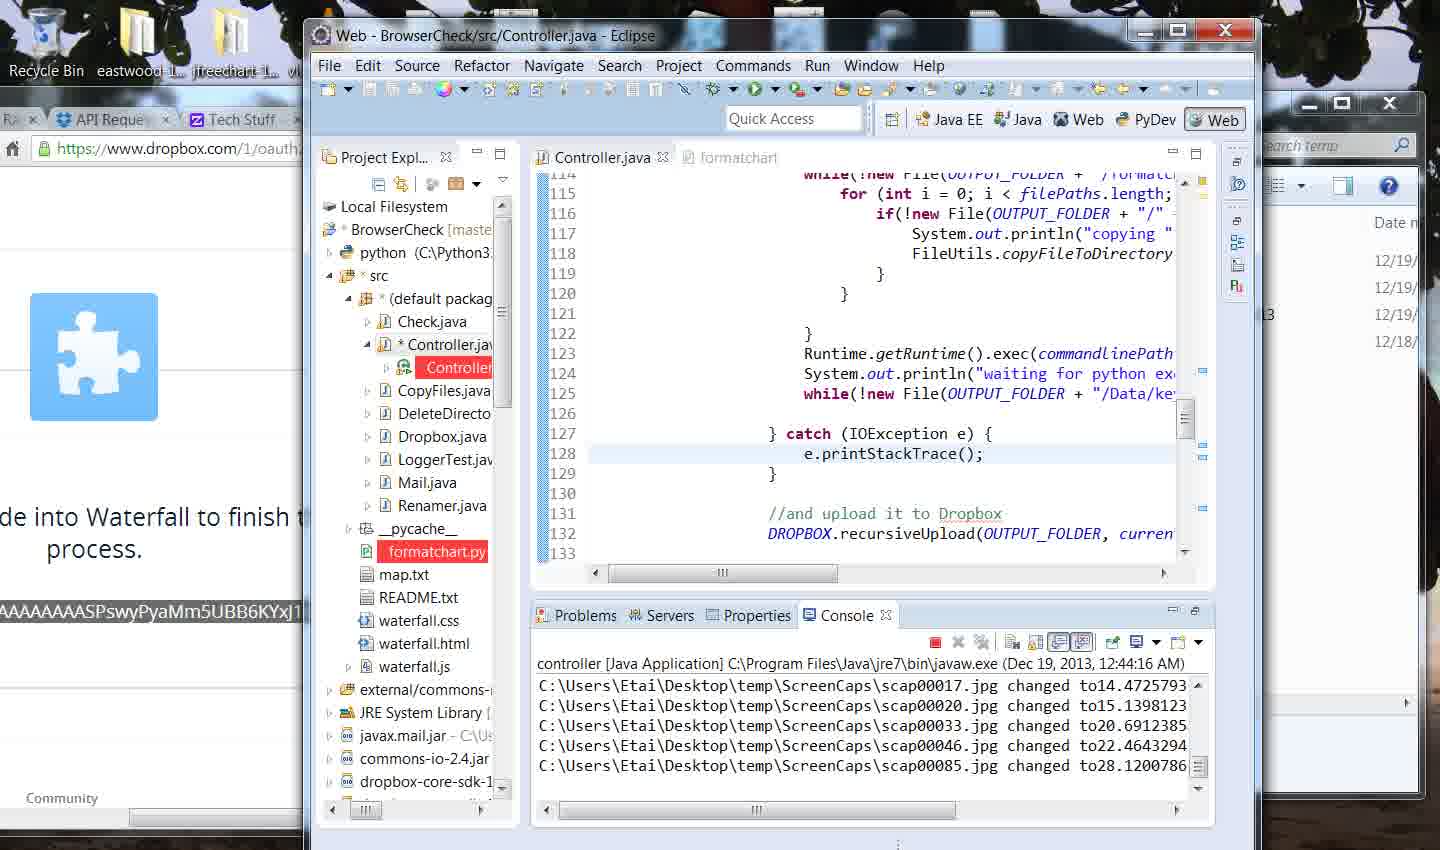 Recycle Bin
eastwood-1...
jfreechart-1...
API Reque
Tech Stuff
https://www.dropbox.com/1/oauth
de into Waterfall to finish t
process.
AAAAAAAASPswyPyaMm5UBB6KYxJ1
Community
Web - BrowserCheck/src/Controller.java - Eclipse
File Edit Source Refactor Navigate Search Project Commands Run Window Help
Quick Access
Java EE
Java
Web
PyDev
Web
Project Expl...
Local Filesystem
* BrowserCheck [maste
python (C:\Python3
* src
* (default packag
Check.java
* Controller.jav
Controller
CopyFiles.java
DeleteDirecto
Dropbox.java
LoggerTest.jav
Mail.java
Renamer.java
__pycache__
formatchart.py
map.txt
README.txt
waterfall.css
waterfall.html
waterfall.js
external/commons-
JRE System Library [
javax.mail.jar - C:\Us
commons-io-2.4.jar
dropbox-core-sdk-1
Controller.java
formatchart
114 while(!new File(OUTPUT_FOLDER + "/formatc
115 for (int i = 0; i < filePaths.length;
116 if(!new File(OUTPUT_FOLDER + "/" +
117 System.out.println("copying "
118 FileUtils.copyFileToDirectory
119 }
120 }
121
122 }
123 Runtime.getRuntime().exec(commandlinePath
124 System.out.println("waiting for python exe
125 while(!new File(OUTPUT_FOLDER + "/Data/key
126
127 } catch (IOException e) {
128 e.printStackTrace();
129 }
130
131 //and upload it to Dropbox
132 DROPBOX.recursiveUpload(OUTPUT_FOLDER, curren
133
Problems
Servers
Properties
Console
controller [Java Application] C:\Program Files\Java\jre7\bin\javaw.exe (Dec 19, 2013, 12:44:16 AM)
C:\Users\Etai\Desktop\temp\ScreenCaps\scap00017.jpg changed to14.4725793
C:\Users\Etai\Desktop\temp\ScreenCaps\scap00020.jpg changed to15.1398123
C:\Users\Etai\Desktop\temp\ScreenCaps\scap00033.jpg changed to20.6912385
C:\Users\Etai\Desktop\temp\ScreenCaps\scap00046.jpg changed to22.4643294
C:\Users\Etai\Desktop\temp\ScreenCaps\scap00085.jpg changed to28.1200786
Search temp
Date m
12/19/
12/19/
13 12/19/
12/18/